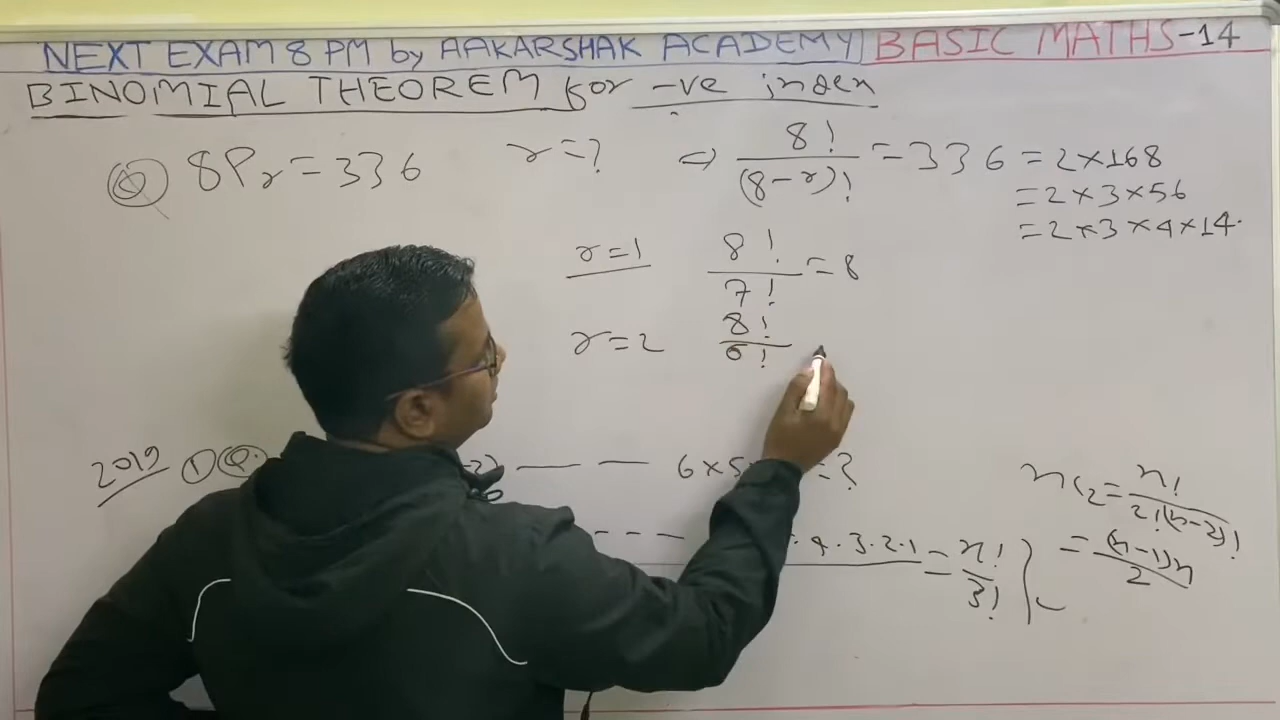 NEXT EXAM 8 PM by AAKARSHAK ACADEMY BASIC MATHS-14
BINOMIAL THEOREM for -ve index
Q 8Pr = 336 r = ? ⇒ 8! / (8-r)! = 336 = 2×168
= 2×3×56
= 2×3×4×14
r=1 8! / 7! = 8
r=2 8! / 6!
2019 ① Q. 6×5 = ?
nC2 = n! / 2!(n-2)!
4·3·2·1 = n! / 3!
= (n-1)n / 2